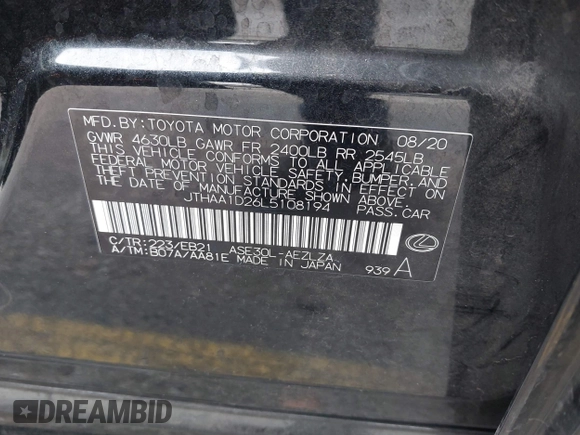 MFD.BY:TOYOTA MOTOR CORPORATION 08/20
GVWR 4630LB GAWR FR 2400LB RR 2545LB
THIS VEHICLE CONFORMS TO ALL APPLICABLE
FEDERAL MOTOR VEHICLE SAFETY, BUMPER, AND
THEFT PREVENTION STANDARDS IN EFFECT ON
THE DATE OF MANUFACTURE SHOWN ABOVE.
JTHAA1D26L5108194 PASS.CAR
C/TR:223/EB21 ASE30L-AEZLZA
A/TM:B07A/AA81E MADE IN JAPAN 939 A
DREAMBID